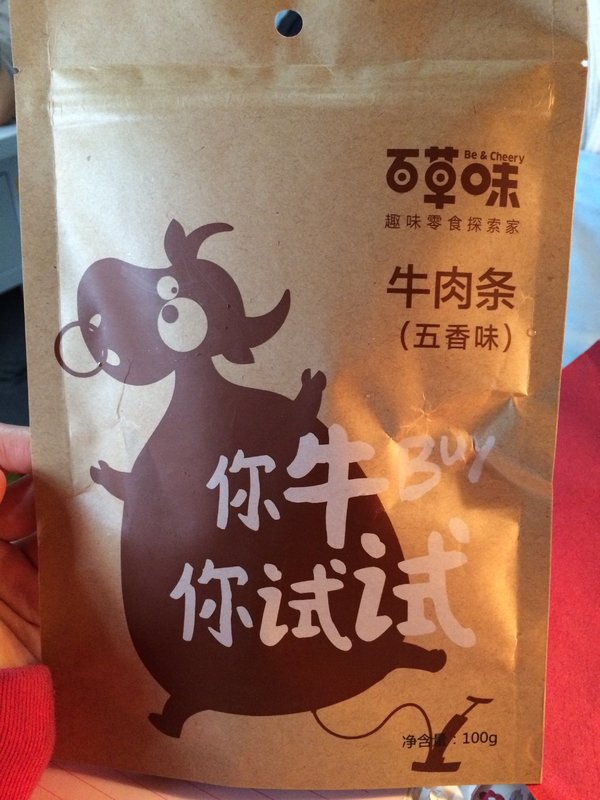 Be & Cheery
百草味
趣味零食探索家
牛肉条
(五香味)
你牛Buy
你试试
净含量:100g